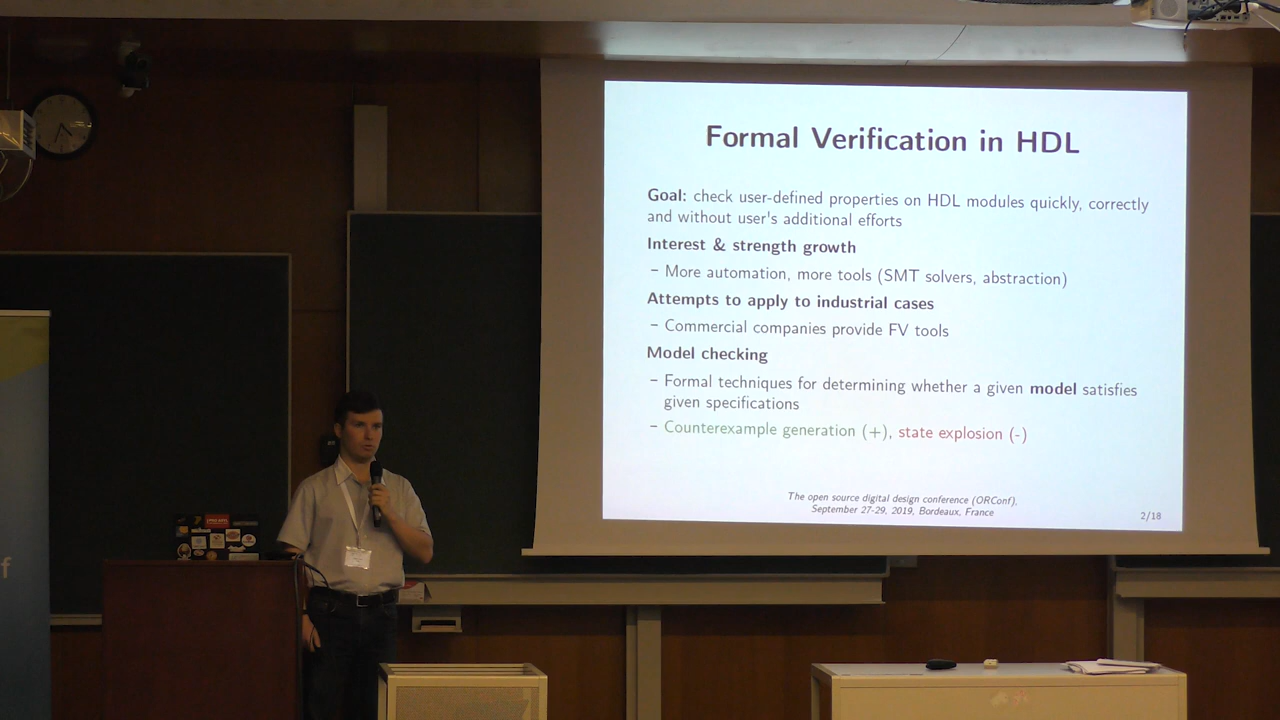 Formal Verification in HDL
Goal: check user-defined properties on HDL modules quickly, correctly
and without user's additional efforts
Interest & strength growth
– More automation, more tools (SMT solvers, abstraction)
Attempts to apply to industrial cases
– Commercial companies provide FV tools
Model checking
– Formal techniques for determining whether a given model satisfies
given specifications
– Counterexample generation (+), state explosion (-)
The open source digital design conference (ORConf),
September 27-29, 2019, Bordeaux, France
2/18
f